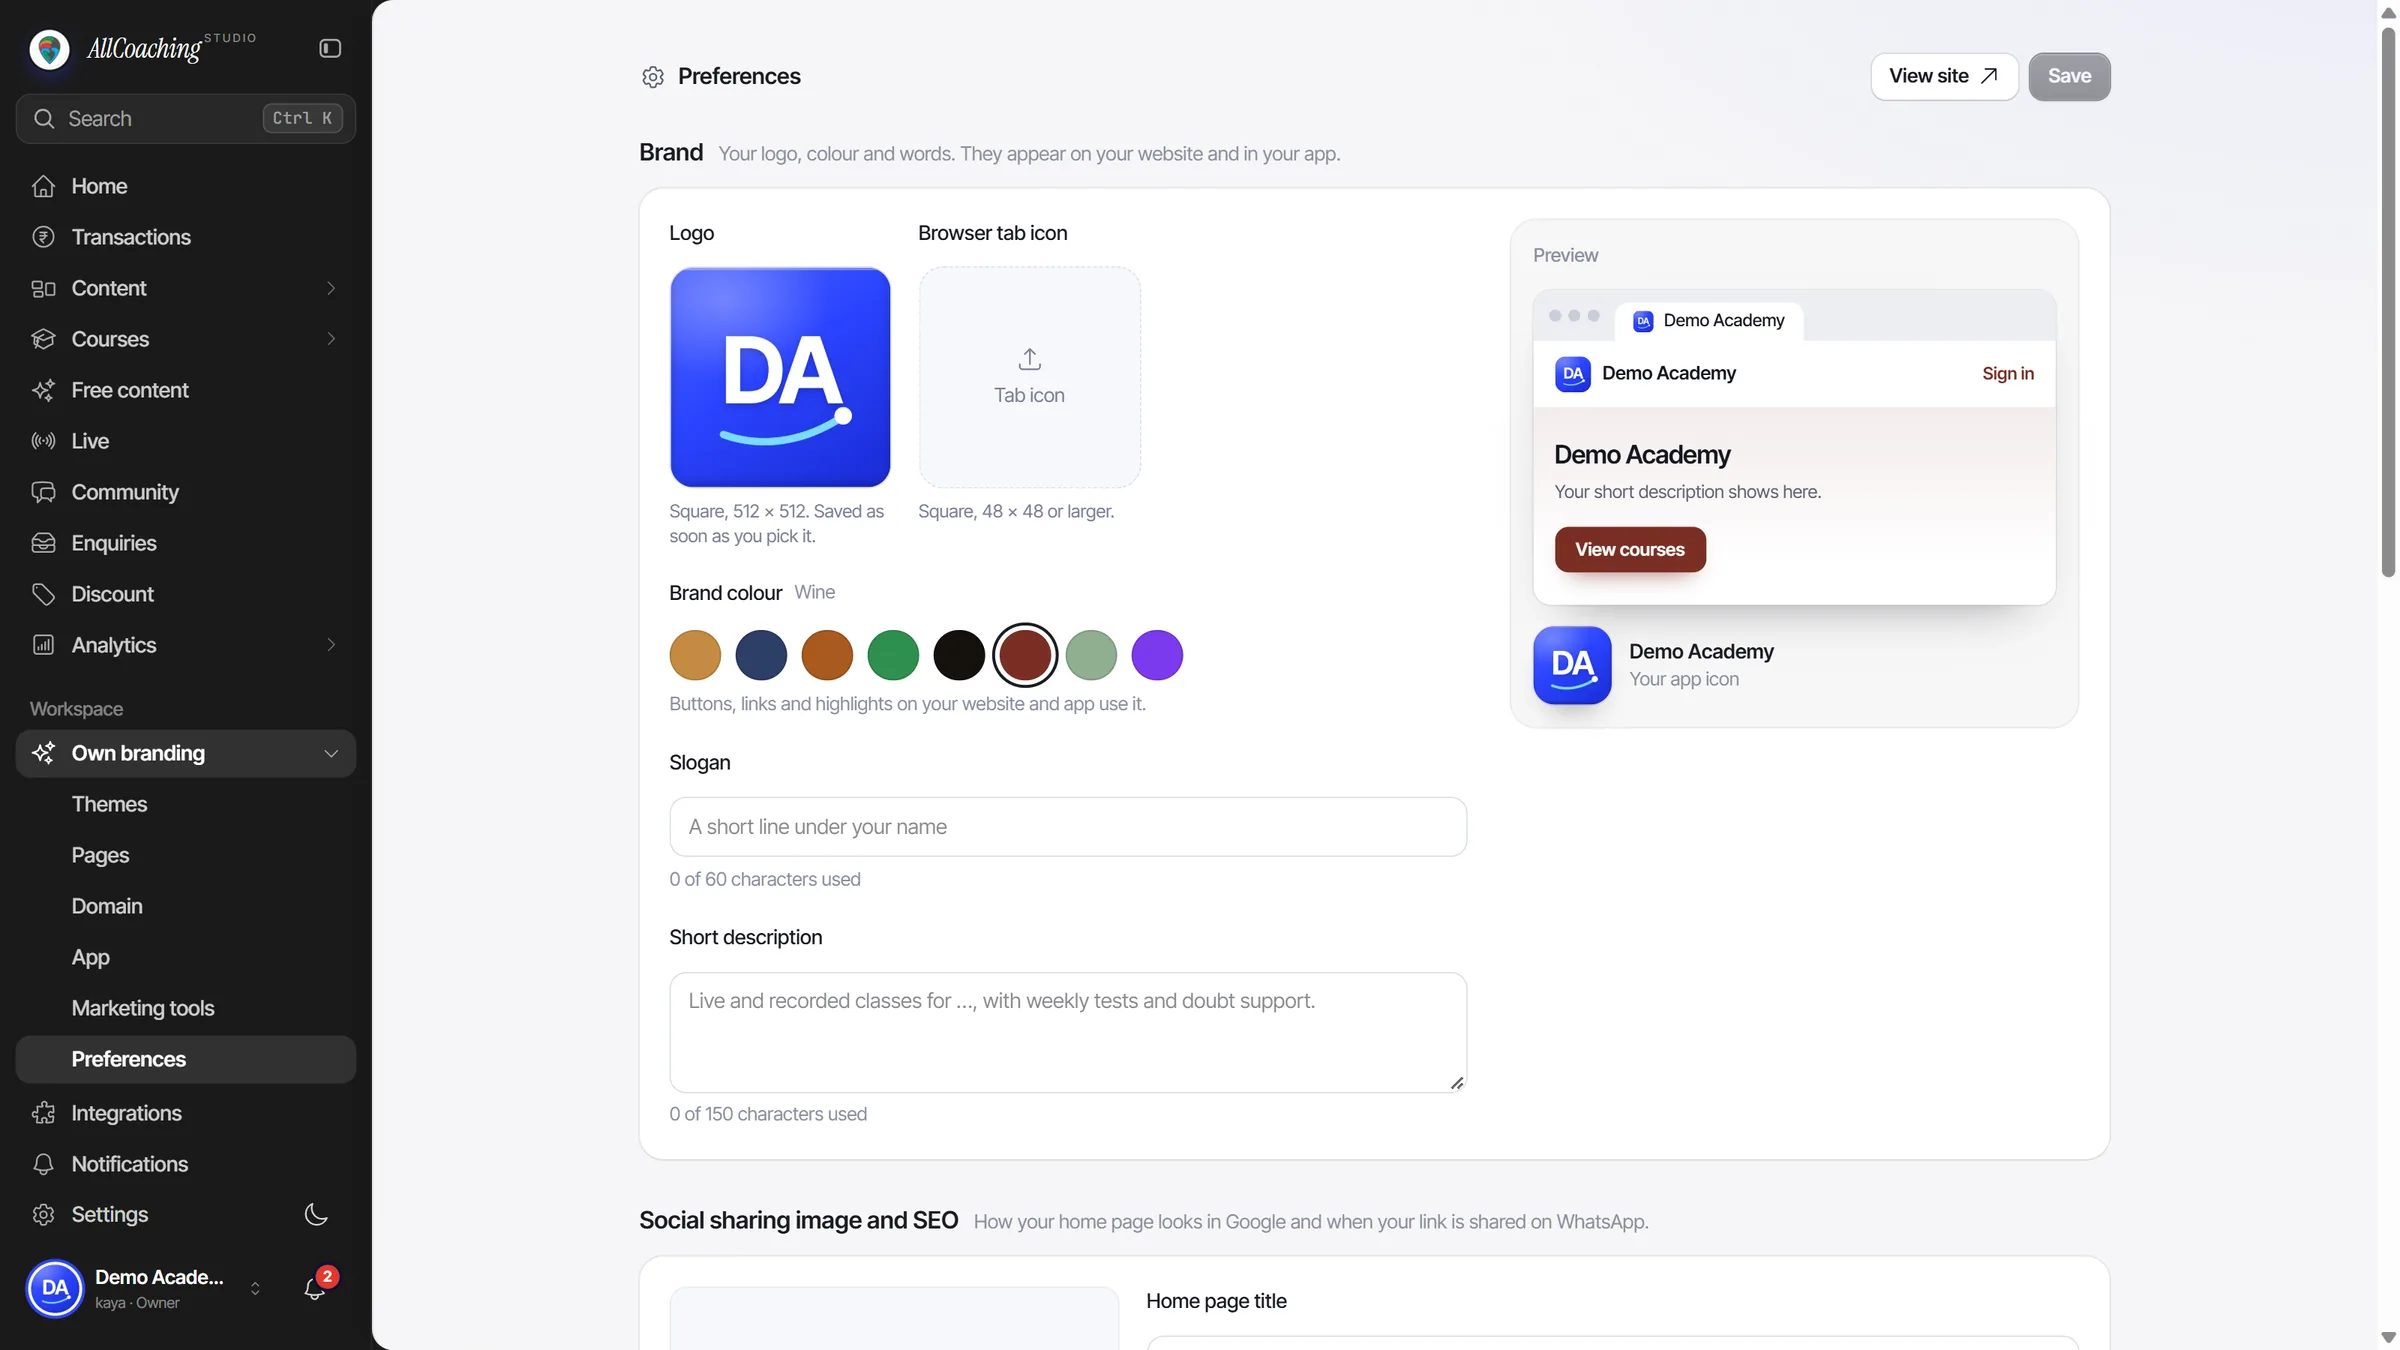 AllCoaching STUDIO
Search
Ctrl K
Home
Transactions
Content
Courses
Free content
Live
Community
Enquiries
Discount
Analytics
Workspace
Own branding
Themes
Pages
Domain
App
Marketing tools
Preferences
Integrations
Notifications
Settings
DA
Demo Acade...
kaya · Owner
2
Preferences
View site
Save
Brand Your logo, colour and words. They appear on your website and in your app.
Logo
Browser tab icon
DA
Tab icon
Square, 512 × 512. Saved as
soon as you pick it.
Square, 48 × 48 or larger.
Brand colour Wine
Buttons, links and highlights on your website and app use it.
Slogan
A short line under your name
0 of 60 characters used
Short description
Live and recorded classes for ..., with weekly tests and doubt support.
0 of 150 characters used
Preview
DA Demo Academy
DA Demo Academy
Sign in
Demo Academy
Your short description shows here.
View courses
DA
Demo Academy
Your app icon
Social sharing image and SEO How your home page looks in Google and when your link is shared on WhatsApp.
Home page title